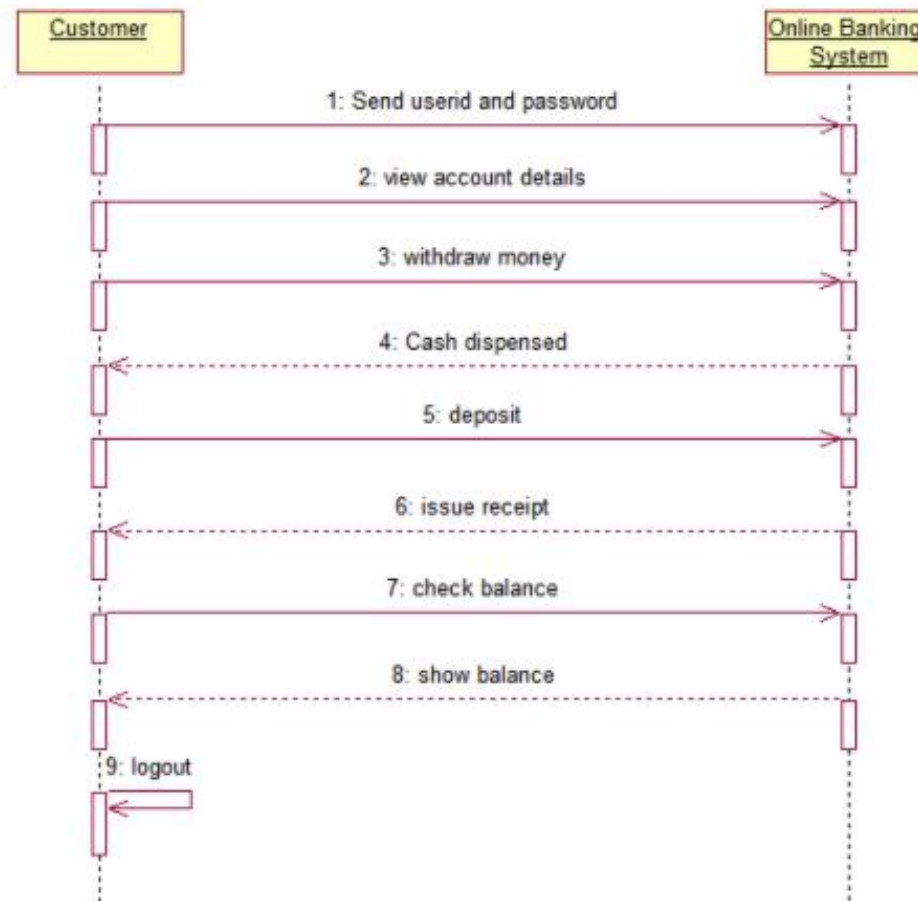 Customer
Online Banking
System
1: Send userid and password
2: view account details
3: withdraw money
4: Cash dispensed
5: deposit
6: issue receipt
7: check balance
8: show balance
9: logout